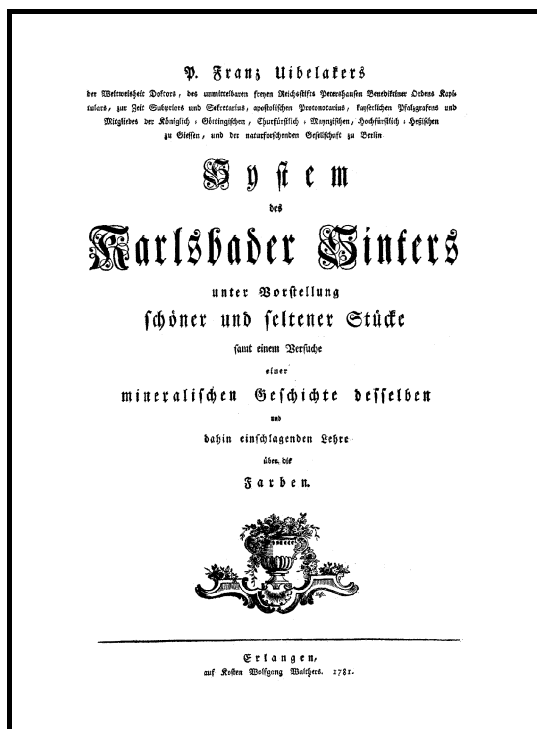 P. Franz Uibelakers
der Weltweisheit Doktors, des unmittelbaren freyen Reichsstifts Petershausen Benediktiner Ordens Kapi-
tulars, zur Zeit Subpriors und Sekretarius, apostolischen Protonotarius, kayserlichen Pfalzgrafens und
Mitgliedes der Königlich-Göttingischen, Churfürstlich-Maynzischen, Hochfürstlich-Heßischen
zu Giessen, und der naturforschenden Gesellschaft zu Berlin
System
des
Karlsbader Sinters
unter Vorstellung
schöner und seltener Stücke
samt einem Versuche
einer
mineralischen Geschichte desselben
und
dahin einschlagenden Lehre
über die
Farben.
Erlangen,
auf Kosten Wolfgang Walthers. 1781.